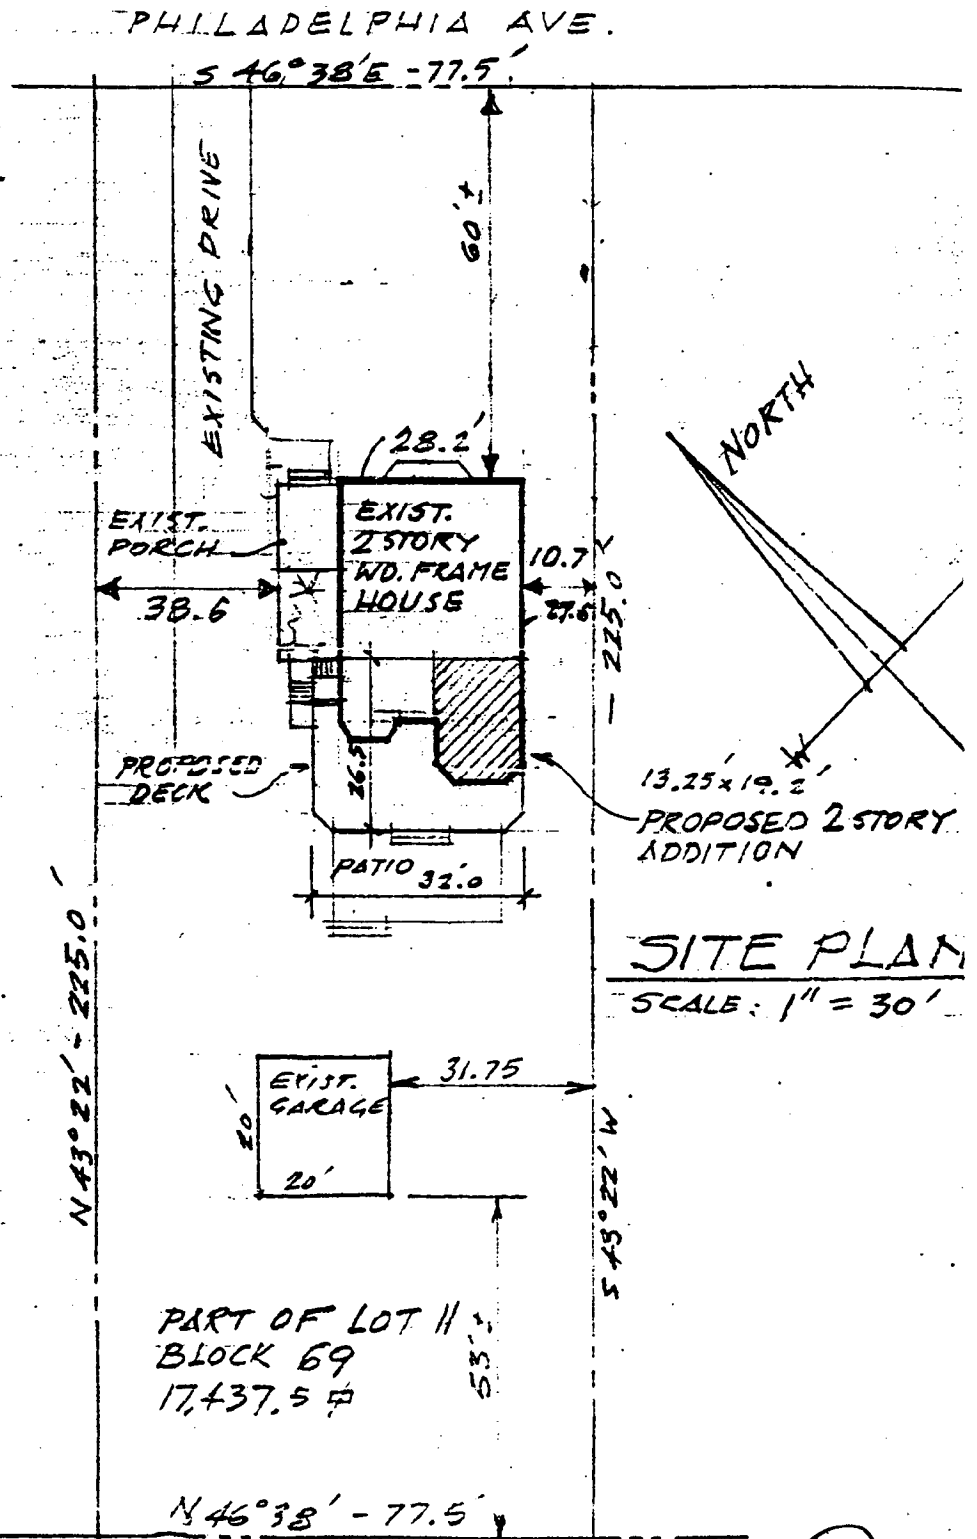 PHILADELPHIA AVE.
S 46°38'E - 77.5'
EXISTING DRIVE
60'±
NORTH
28.2'
EXIST.
PORCH
EXIST.
2 STORY
WD. FRAME
HOUSE
10.7
38.6
27.6
225.0
26.5
PROPOSED
DECK
13.25 x 19.2'
PROPOSED 2 STORY
ADDITION
PATIO
32.0'
N 43°22' - 225.0'
SITE PLAN
SCALE: 1" = 30'
EXIST.
GARAGE
31.75
20'
20'
S 43°22' W
PART OF LOT 11
BLOCK 69
17,437.5
53'±
N 46°38' - 77.5'